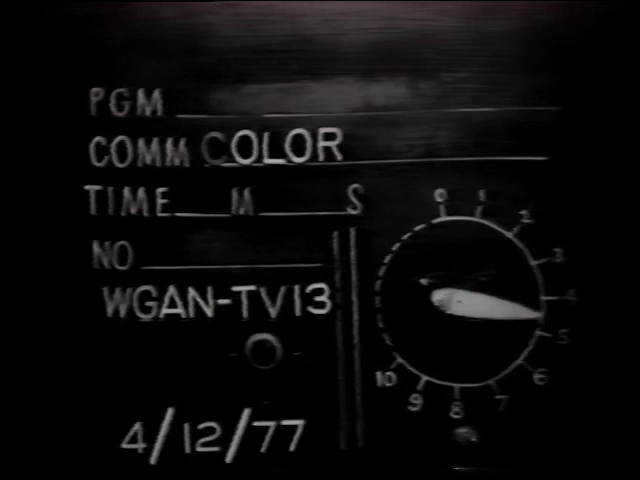 PGM
COMM COLOR
TIME M S
NO
WGAN-TV13
4/12/77
0 1 2 3 4 5 6 7 8 9 10